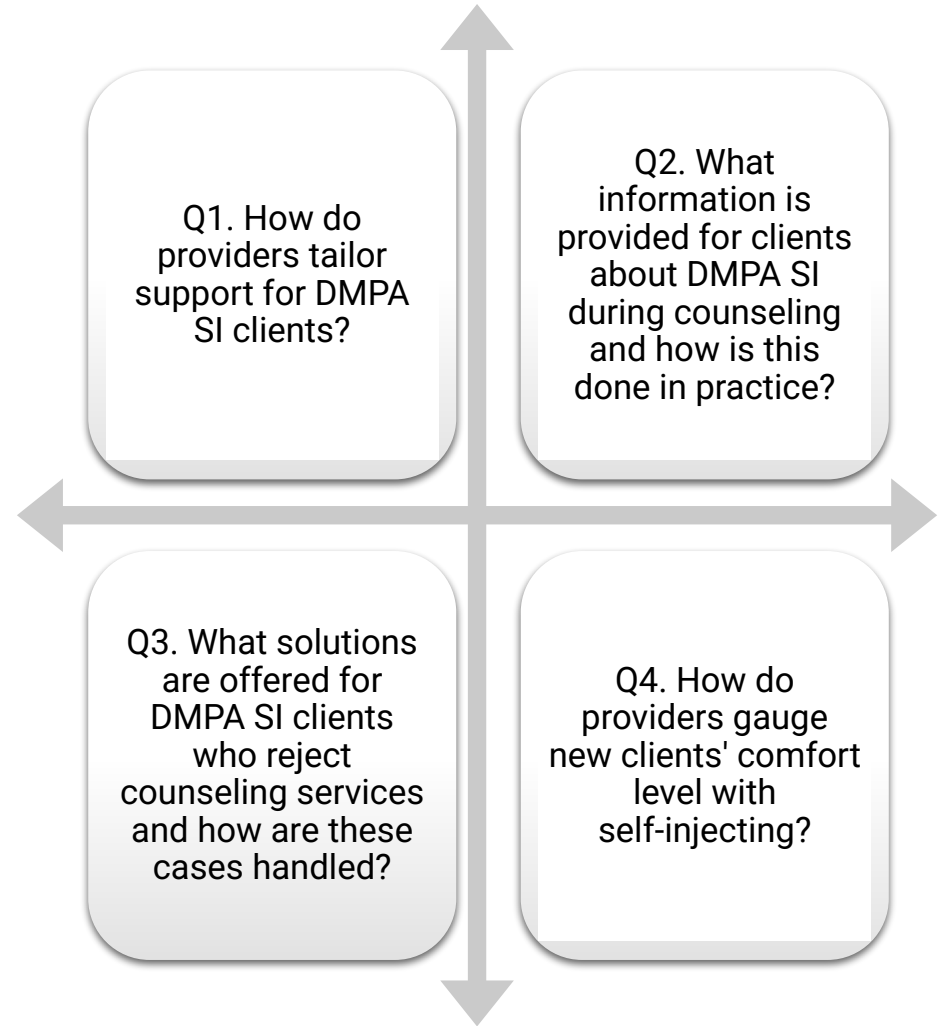 Q1. How do
providers tailor
support for DMPA
SI clients?
Q2. What
information is
provided for clients
about DMPA SI
during counseling
and how is this
done in practice?
Q3. What solutions
are offered for
DMPA SI clients
who reject
counseling services
and how are these
cases handled?
Q4. How do
providers gauge
new clients' comfort
level with
self-injecting?